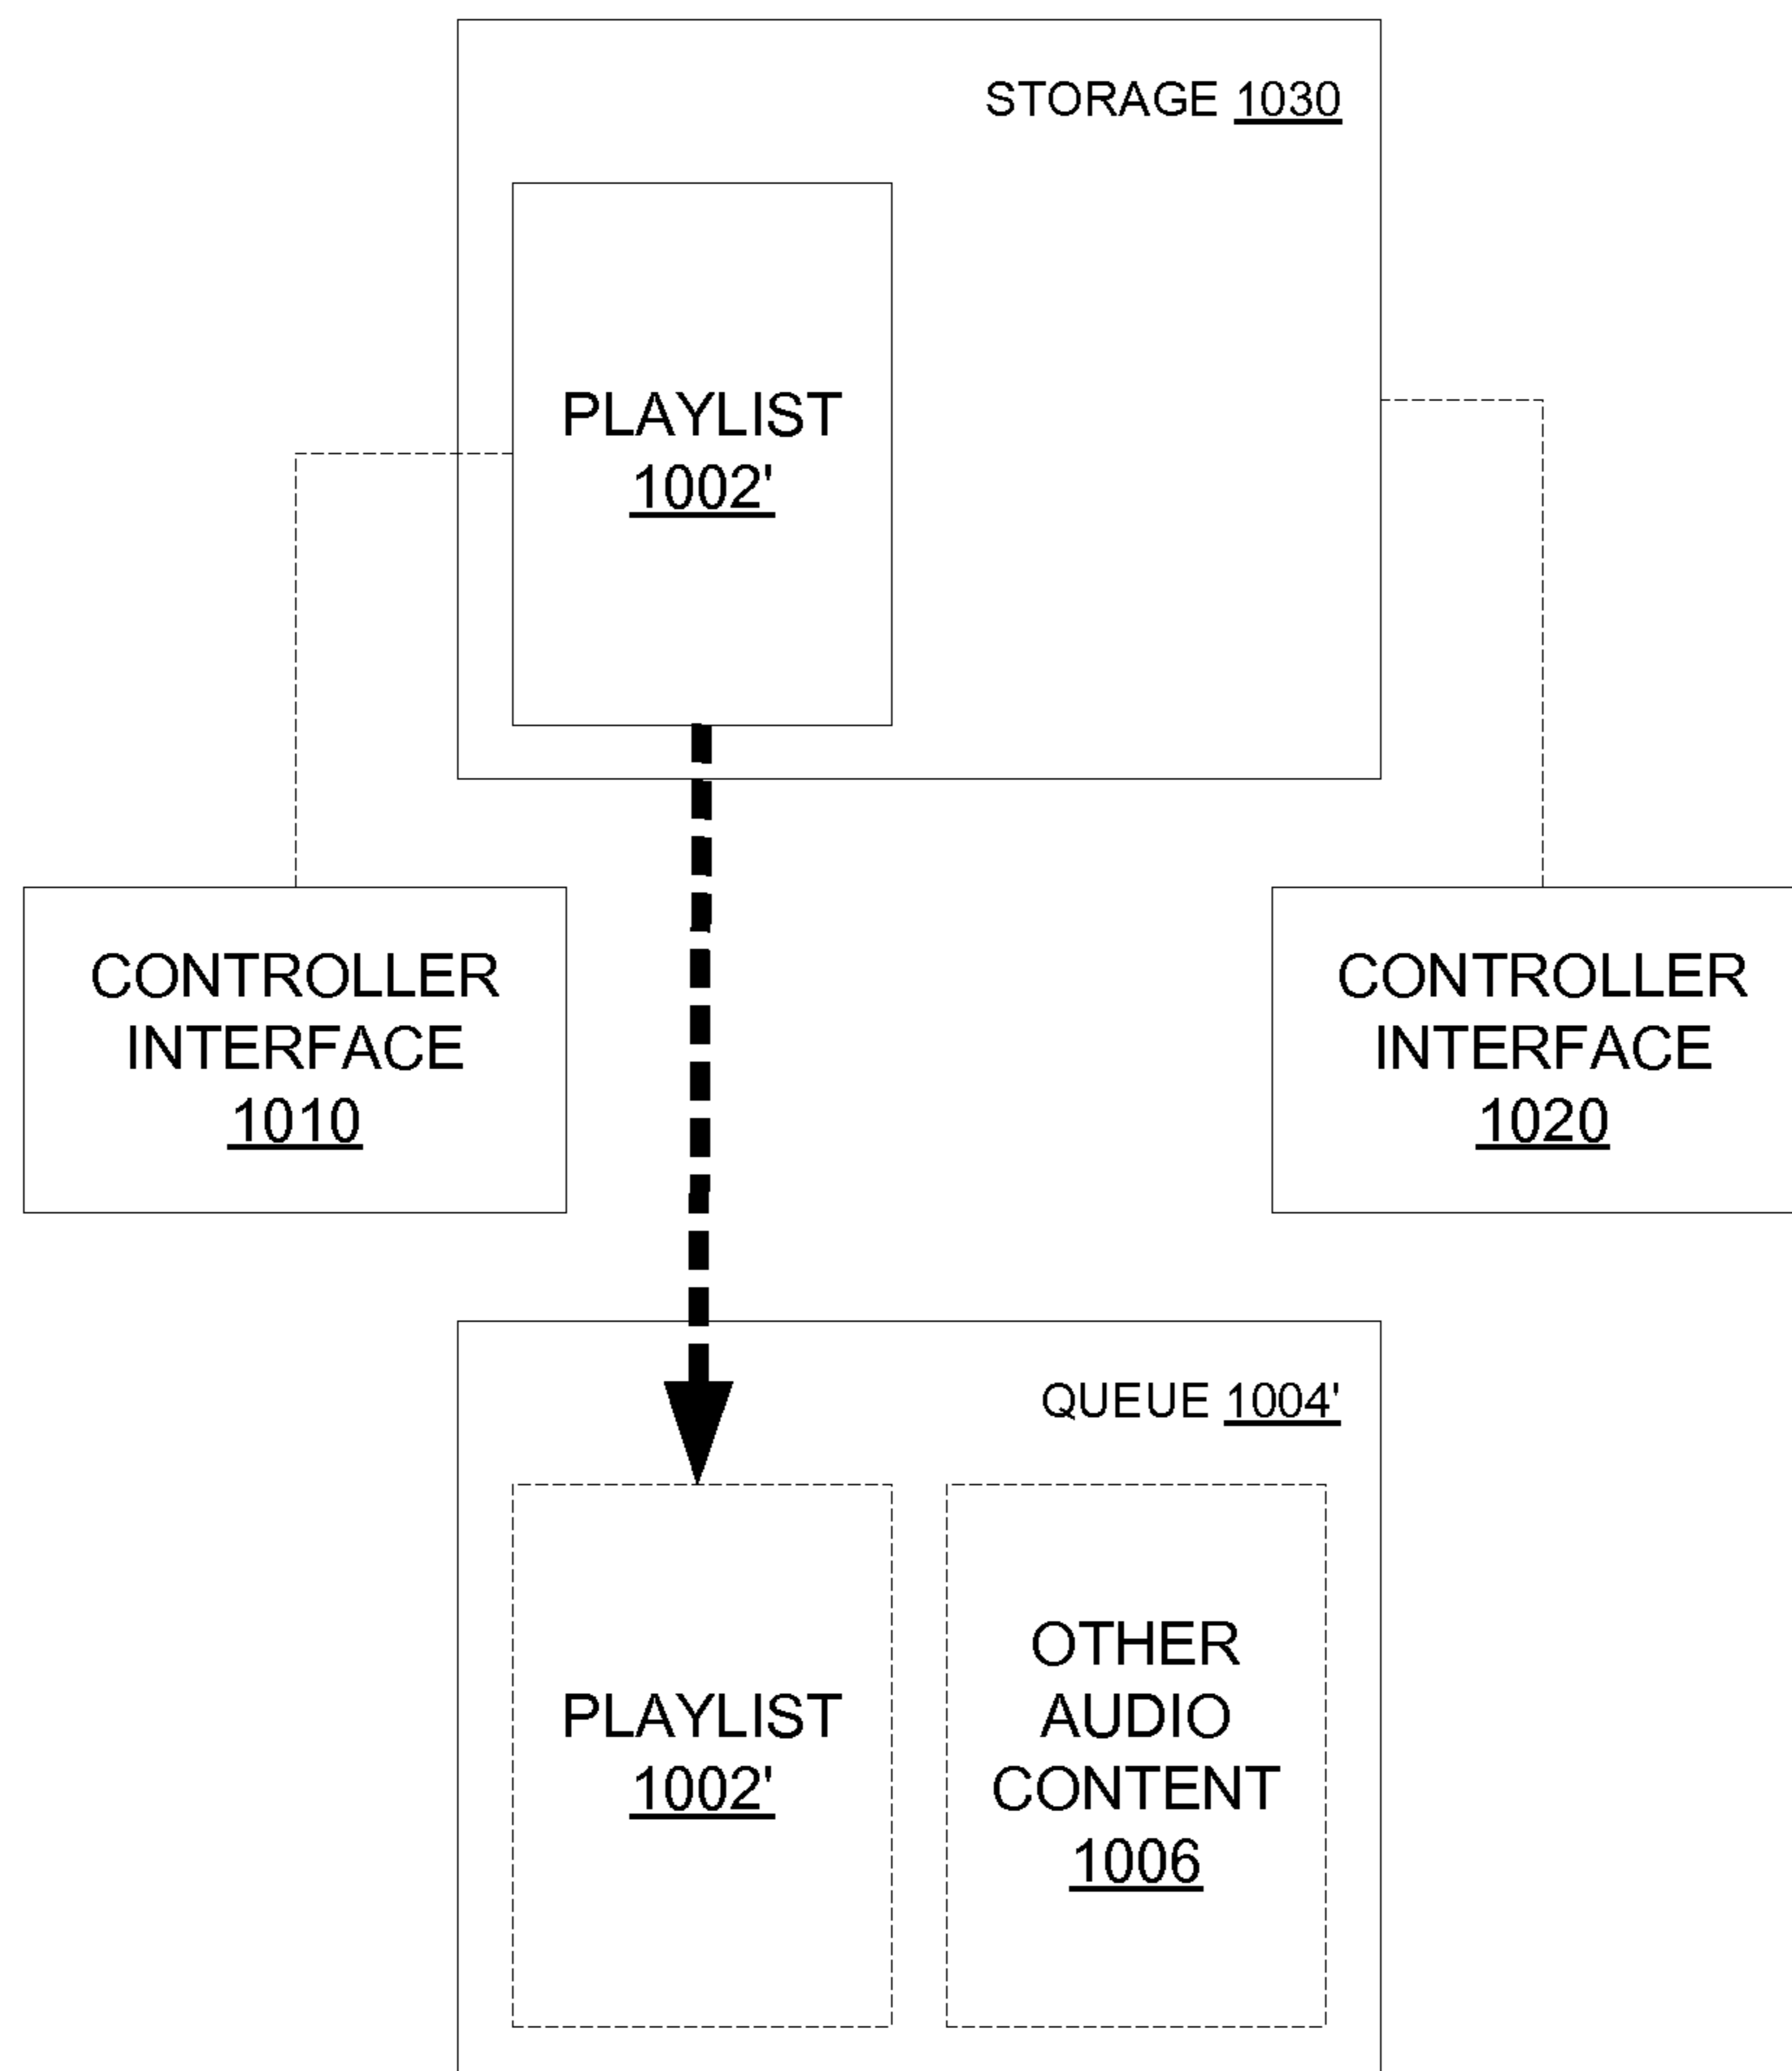 STORAGE 1030
PLAYLIST
1002'
CONTROLLER
INTERFACE
1010
CONTROLLER
INTERFACE
1020
QUEUE 1004'
PLAYLIST
1002'
OTHER
AUDIO
CONTENT
1006